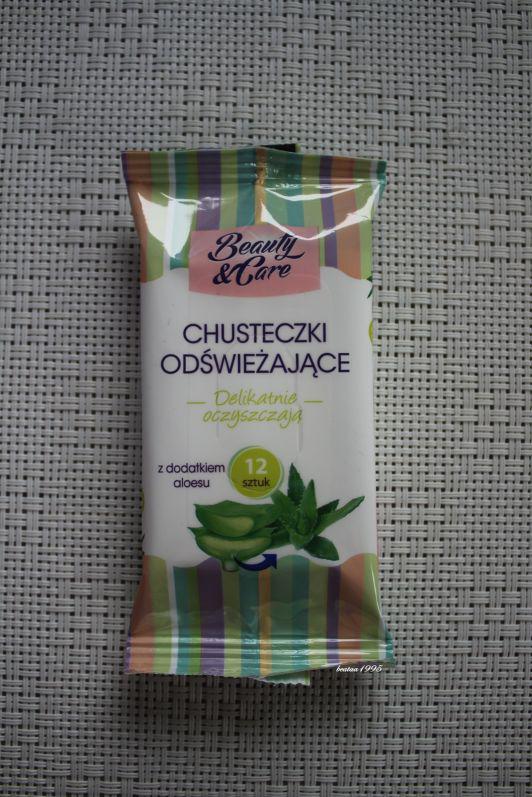 Beauty
&Care
CHUSTECZKI
ODŚWIEŻAJĄCE
Delikatnie
oczyszczają
z dodatkiem
aloesu
12
sztuk
beataa1995